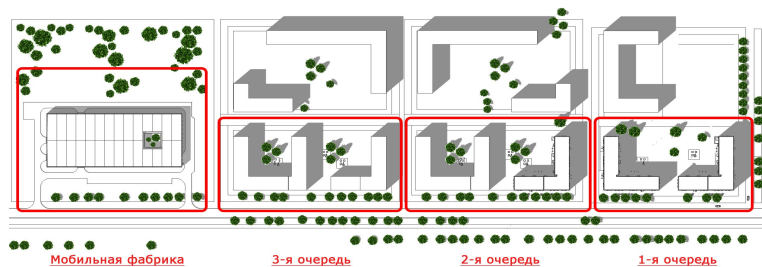 Мобильная фабрика
3-я очередь
2-я очередь
1-я очередь